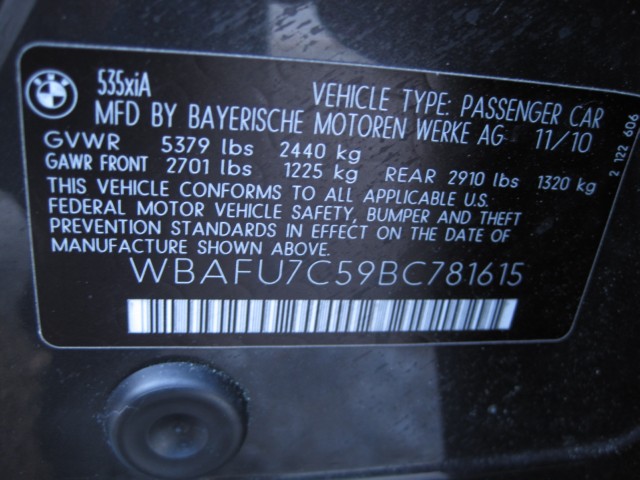 BMW
535xiA VEHICLE TYPE: PASSENGER CAR
MFD BY BAYERISCHE MOTOREN WERKE AG 11/10
GVWR 5379 lbs 2440 kg
GAWR FRONT 2701 lbs 1225 kg REAR 2910 lbs 1320 kg
THIS VEHICLE CONFORMS TO ALL APPLICABLE U.S.
FEDERAL MOTOR VEHICLE SAFETY, BUMPER AND THEFT
PREVENTION STANDARDS IN EFFECT ON THE DATE OF
MANUFACTURE SHOWN ABOVE.
WBAFU7C59BC781615
2 122 606